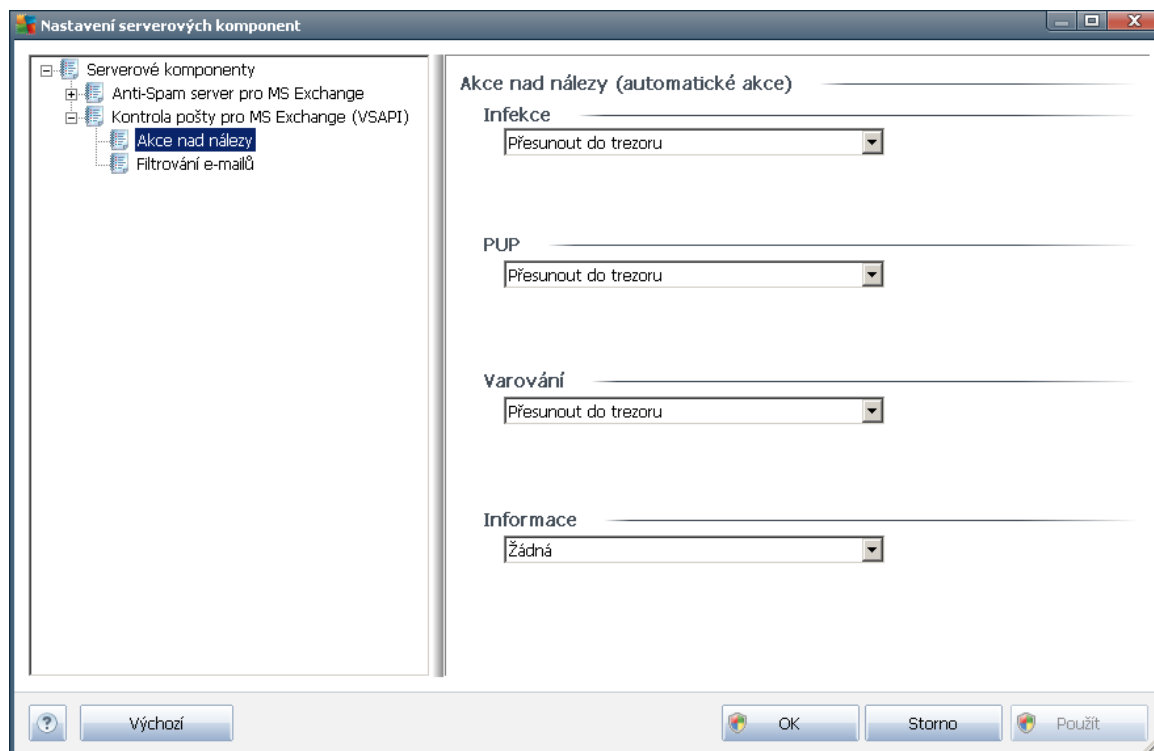 Nastavení serverových komponent
Serverové komponenty
Anti-Spam server pro MS Exchange
Kontrola pošty pro MS Exchange (VSAPI)
Akce nad nálezy
Filtrování e-mailů
Akce nad nálezy (automatické akce)
Infekce
Přesunout do trezoru
PUP
Přesunout do trezoru
Varování
Přesunout do trezoru
Informace
Žádná
Výchozí
OK
Storno
Použít